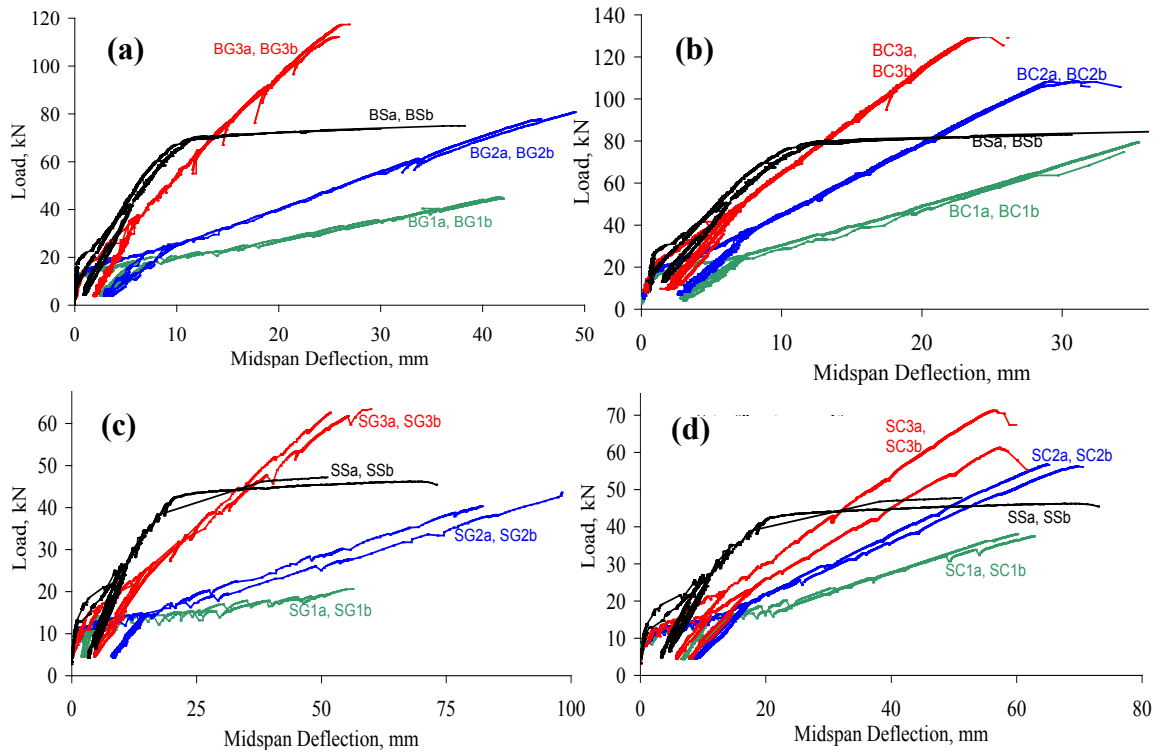 (a)
120
100
80
60
40
20
0
Load, kN
BG3a, BG3b
BSa, BSb
BG2a, BG2b
BG1a, BG1b
0 10 20 30 40 50
Midspan Deflection, mm
(b)
140
120
100
80
60
40
20
0
Load, kN
BC3a,
BC3b
BC2a, BC2b
BSa, BSb
BC1a, BC1b
0 10 20 30
Midspan Deflection, mm
(c)
60
50
40
30
20
10
0
Load, kN
SG3a, SG3b
SSa, SSb
SG2a, SG2b
SG1a, SG1b
0 25 50 75 100
Midspan Deflection, mm
(d)
70
60
50
40
30
20
10
0
Load, kN
SC3a,
SC3b
SC2a, SC2b
SSa, SSb
SC1a, SC1b
0 20 40 60 80
Midspan Deflection, mm